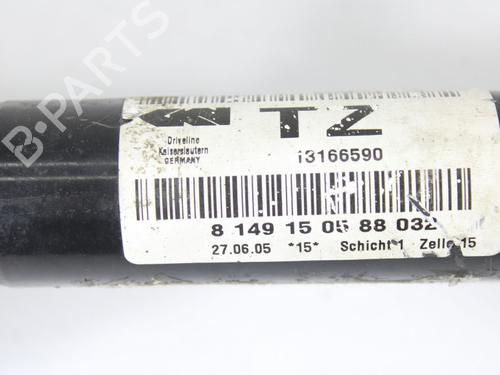 TZ
Driveline
Kaiserslautern
GERMANY
13166590
8 149 15 05 88 032
27.06.05 *15* Schicht 1 Zelle 15
B-PARTS